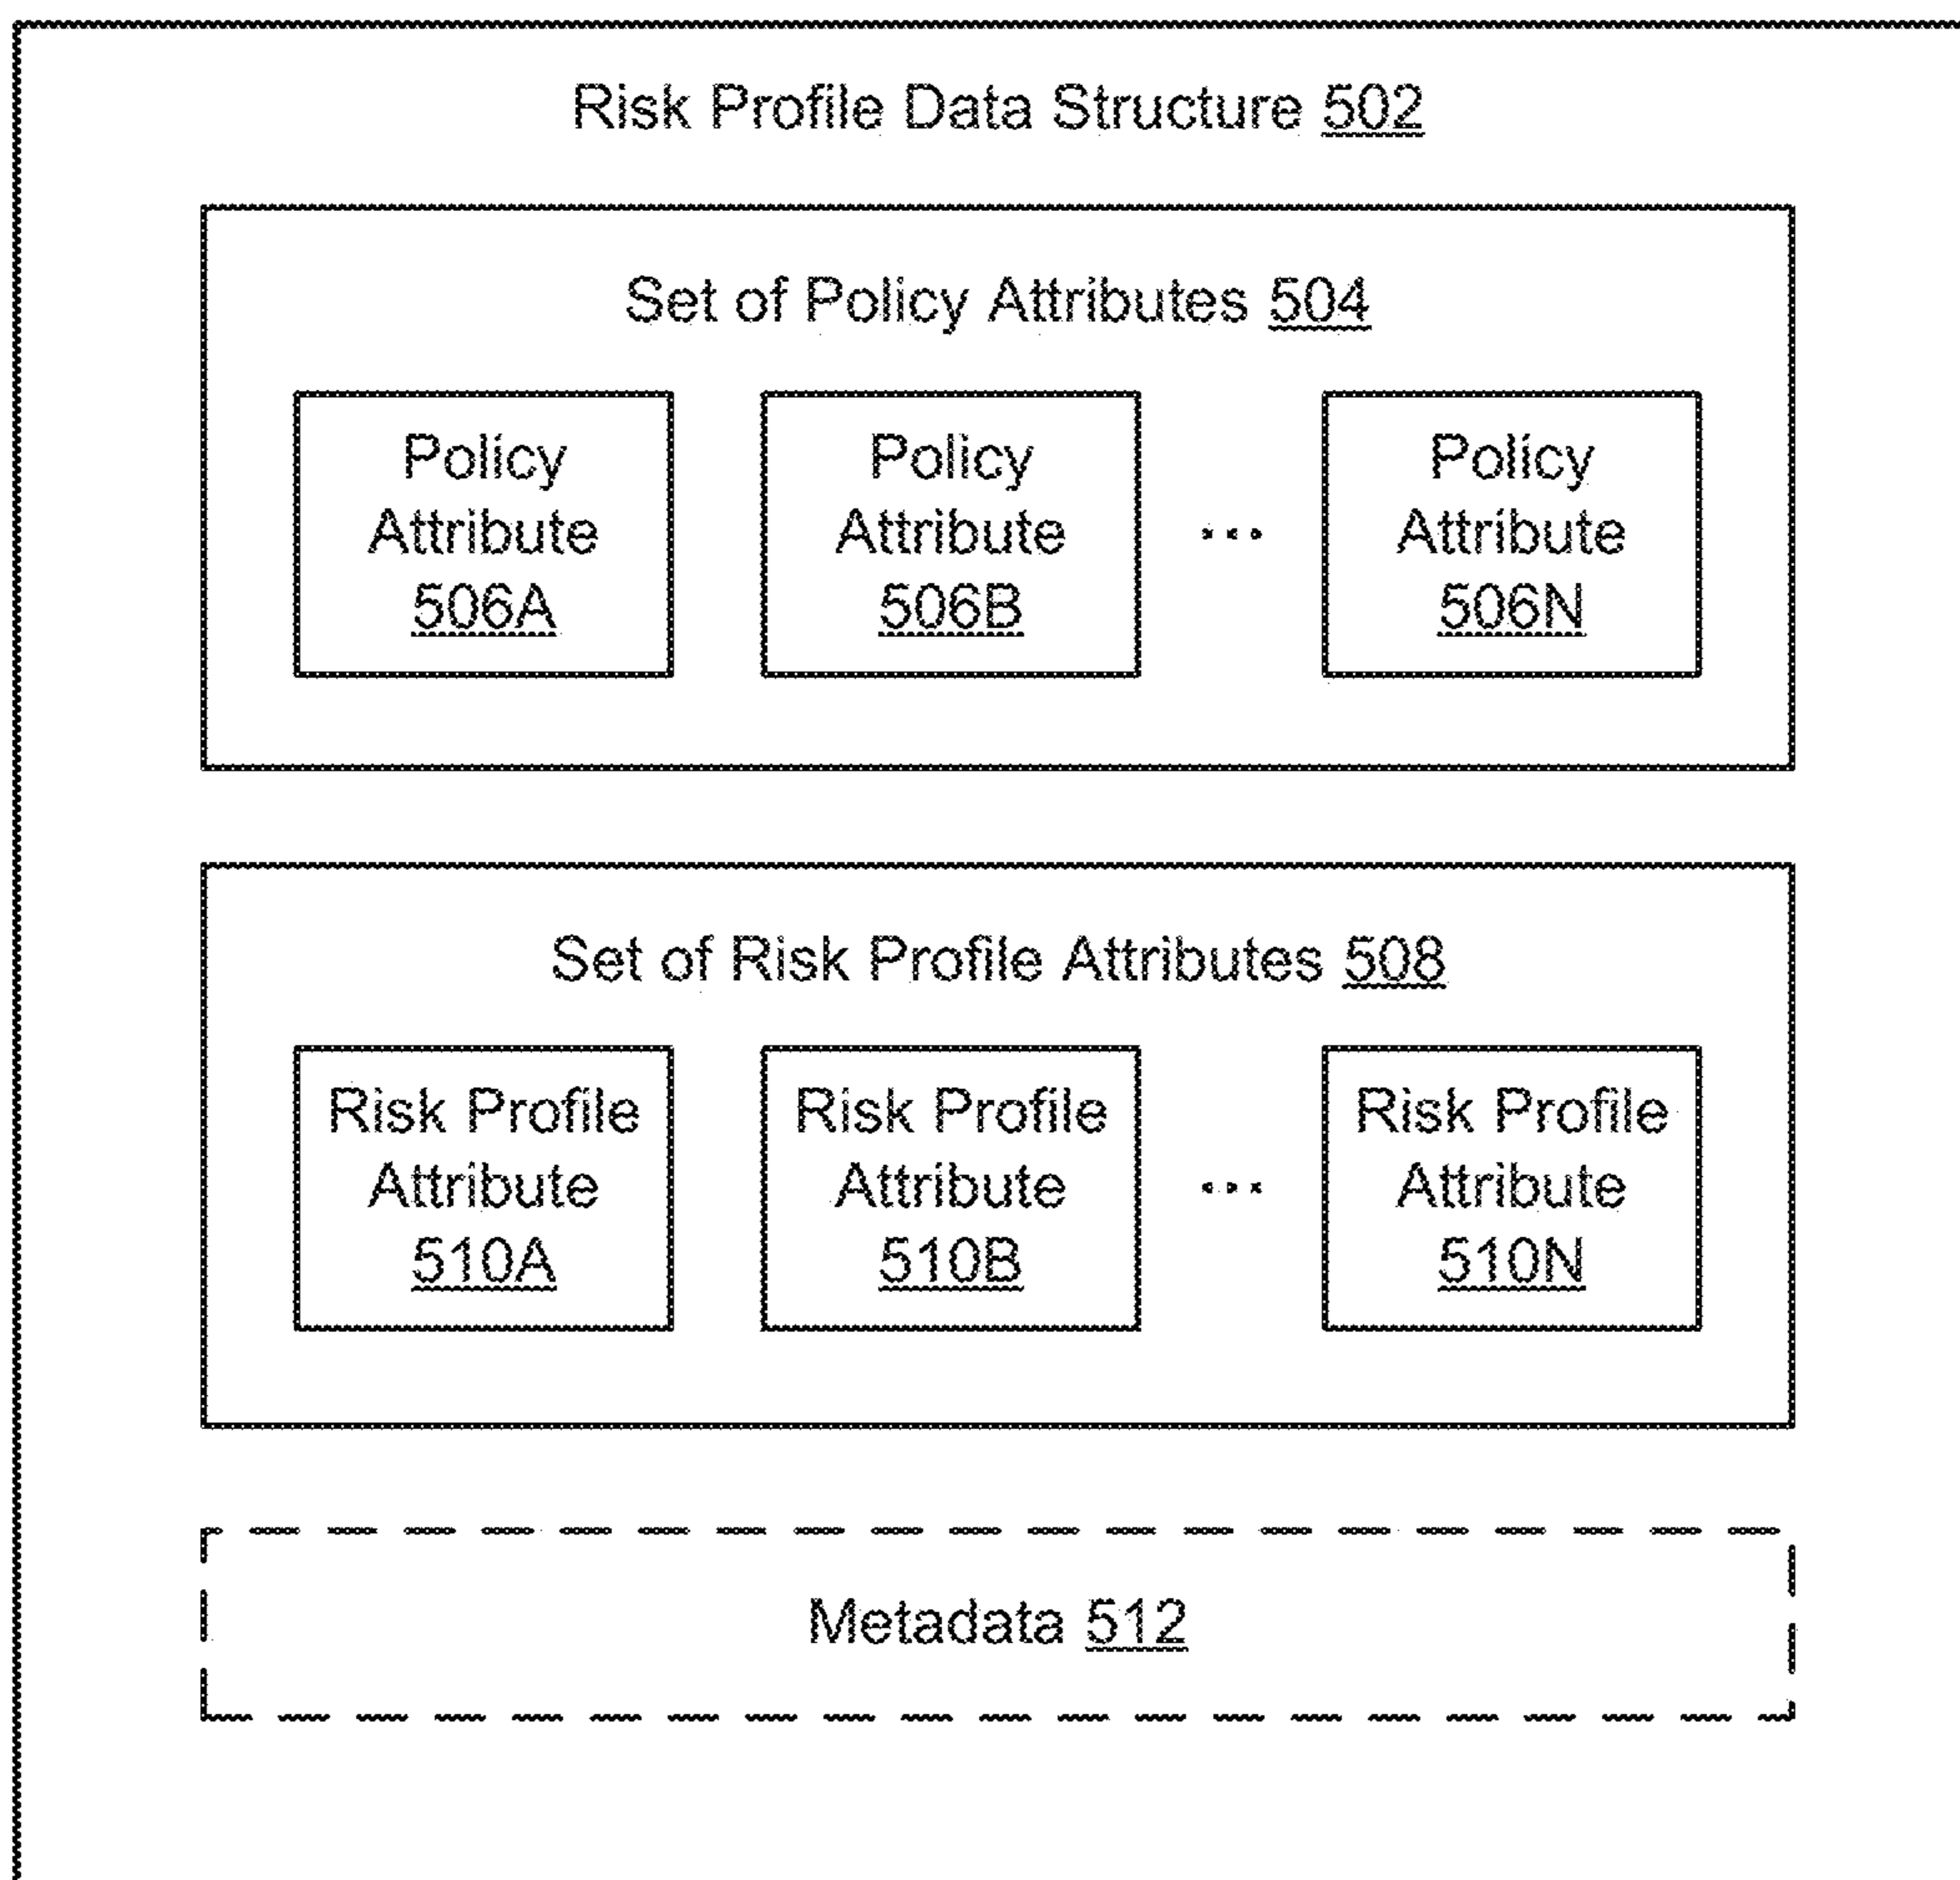 Risk Profile Data Structure 502
Set of Policy Attributes 504
Policy
Attribute
506A
Policy
Attribute
506B
...
Policy
Attribute
506N
Set of Risk Profile Attributes 508
Risk Profile
Attribute
510A
Risk Profile
Attribute
510B
...
Risk Profile
Attribute
510N
Metadata 512